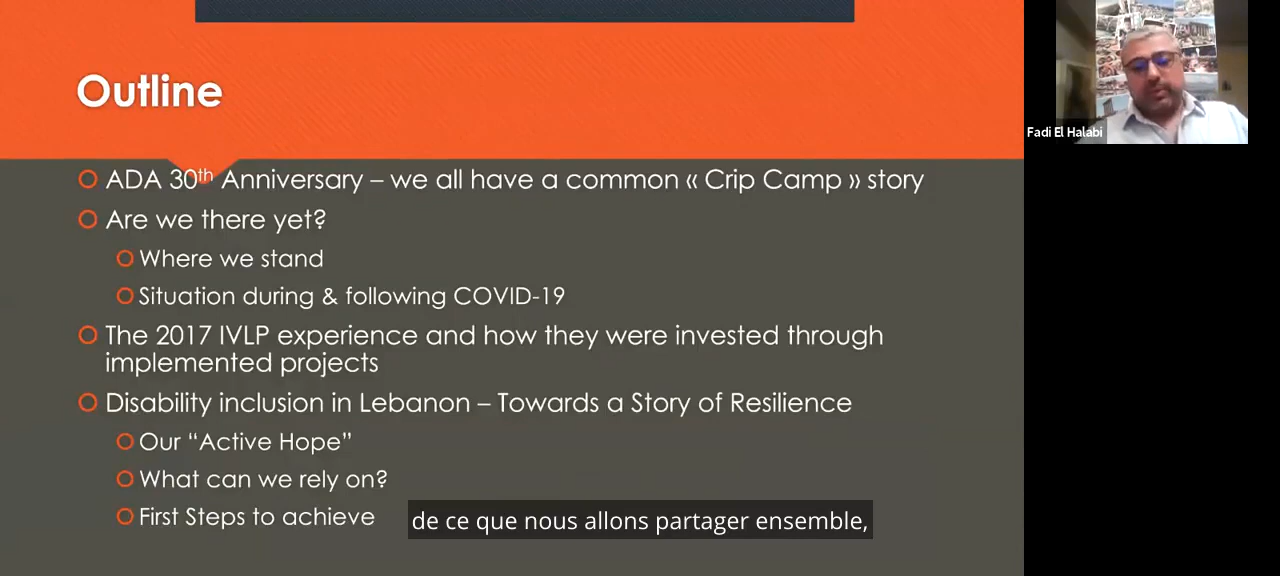 Outline
ADA 30th Anniversary – we all have a common « Crip Camp » story
Are we there yet?
Where we stand
Situation during & following COVID-19
The 2017 IVLP experience and how they were invested through
implemented projects
Disability inclusion in Lebanon – Towards a Story of Resilience
Our “Active Hope”
What can we rely on?
First Steps to achieve
de ce que nous allons partager ensemble,
Fadi El Halabi